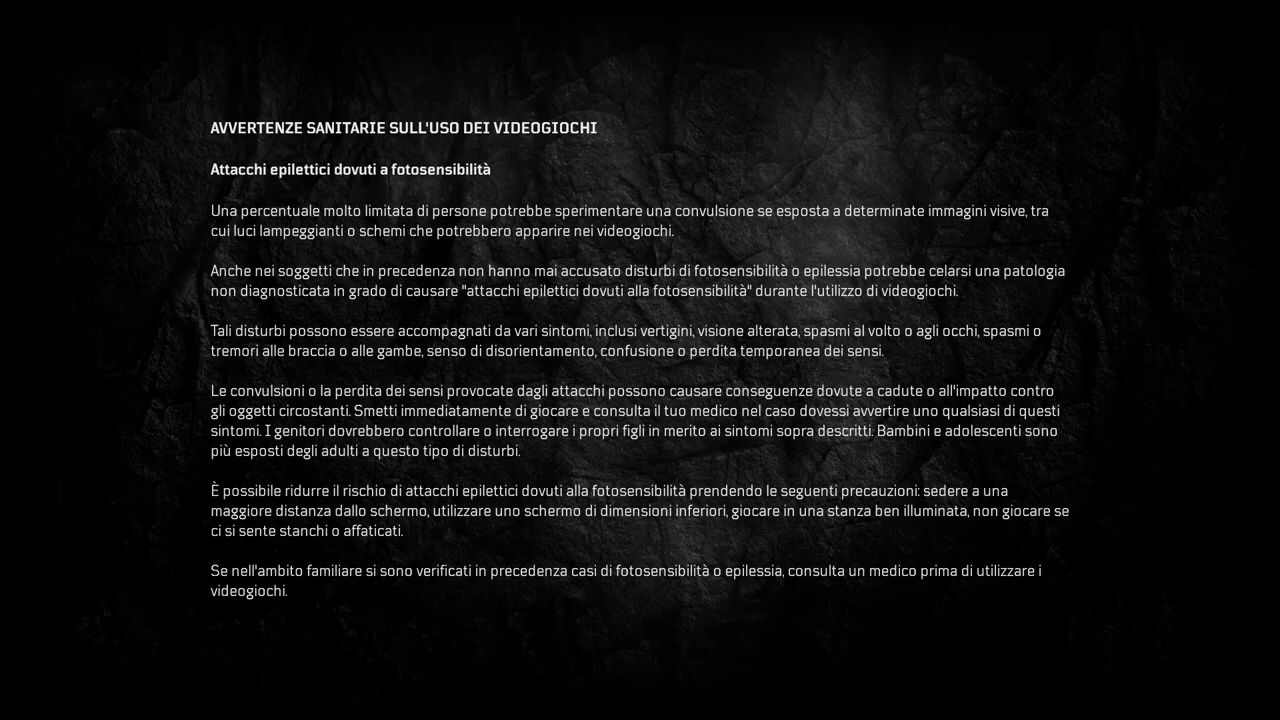 AVVERTENZE SANITARIE SULL'USO DEI VIDEOGIOCHI
Attacchi epilettici dovuti a fotosensibilità
Una percentuale molto limitata di persone potrebbe sperimentare una convulsione se esposta a determinate immagini visive, tra
cui luci lampeggianti o schemi che potrebbero apparire nei videogiochi.
Anche nei soggetti che in precedenza non hanno mai accusato disturbi di fotosensibilità o epilessia potrebbe celarsi una patologia
non diagnosticata in grado di causare "attacchi epilettici dovuti alla fotosensibilità" durante l'utilizzo di videogiochi.
Tali disturbi possono essere accompagnati da vari sintomi, inclusi vertigini, visione alterata, spasmi al volto o agli occhi, spasmi o
tremori alle braccia o alle gambe, senso di disorientamento, confusione o perdita temporanea dei sensi.
Le convulsioni o la perdita dei sensi provocate dagli attacchi possono causare conseguenze dovute a cadute o all'impatto contro
gli oggetti circostanti. Smetti immediatamente di giocare e consulta il tuo medico nel caso dovessi avvertire uno qualsiasi di questi
sintomi. I genitori dovrebbero controllare o interrogare i propri figli in merito ai sintomi sopra descritti. Bambini e adolescenti sono
più esposti degli adulti a questo tipo di disturbi.
È possibile ridurre il rischio di attacchi epilettici dovuti alla fotosensibilità prendendo le seguenti precauzioni: sedere a una
maggiore distanza dallo schermo, utilizzare uno schermo di dimensioni inferiori, giocare in una stanza ben illuminata, non giocare se
ci si sente stanchi o affaticati.
Se nell'ambito familiare si sono verificati in precedenza casi di fotosensibilità o epilessia, consulta un medico prima di utilizzare i
videogiochi.